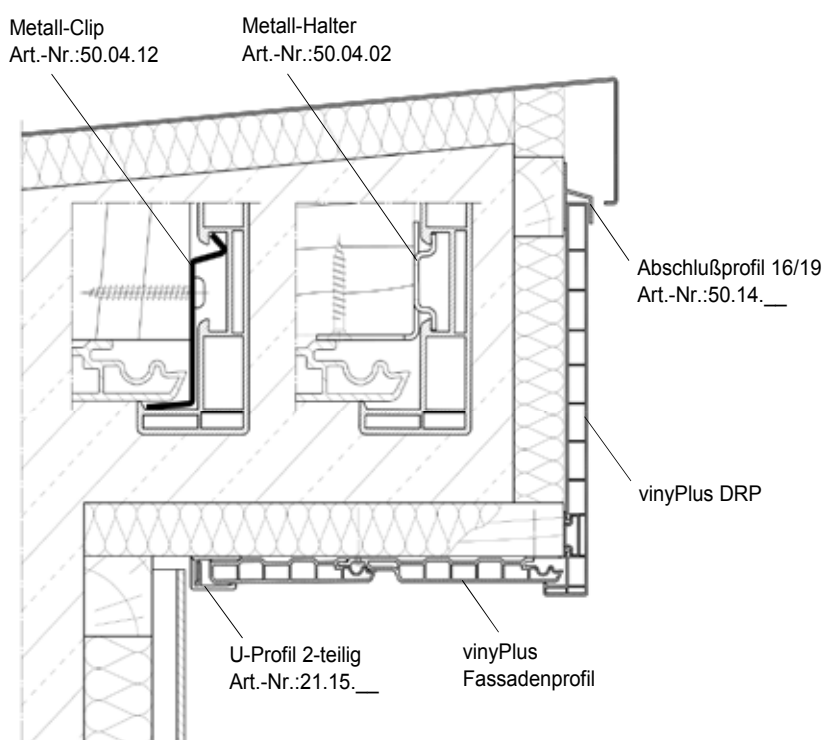 Metall-Clip
Art.-Nr.:50.04.12
Metall-Halter
Art.-Nr.:50.04.02
Abschlußprofil 16/19
Art.-Nr.:50.14.__
vinyPlus DRP
U-Profil 2-teilig
Art.-Nr.:21.15.__
vinyPlus
Fassadenprofil